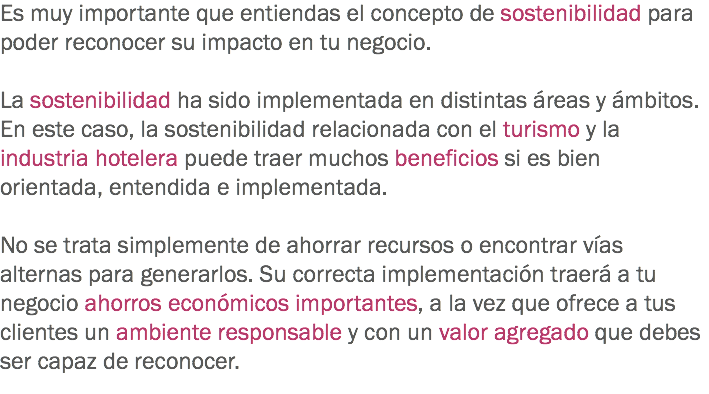 Es muy importante que entiendas el concepto de sostenibilidad para
poder reconocer su impacto en tu negocio.
La sostenibilidad ha sido implementada en distintas áreas y ámbitos.
En este caso, la sostenibilidad relacionada con el turismo y la
industria hotelera puede traer muchos beneficios si es bien
orientada, entendida e implementada.
No se trata simplemente de ahorrar recursos o encontrar vías
alternas para generarlos. Su correcta implementación traerá a tu
negocio ahorros económicos importantes, a la vez que ofrece a tus
clientes un ambiente responsable y con un valor agregado que debes
ser capaz de reconocer.